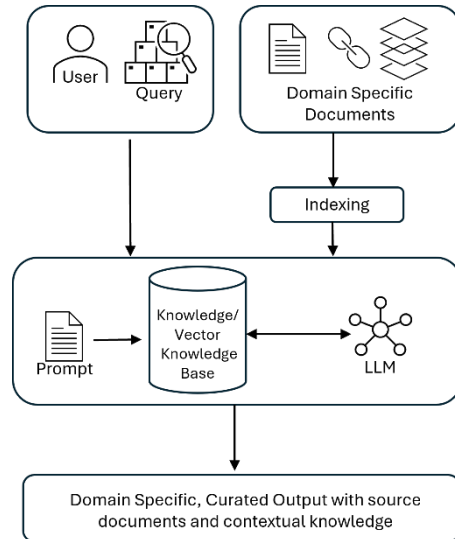 User
Query
Domain Specific
Documents
Indexing
Knowledge/
Vector
Knowledge
Base
Prompt
LLM
Domain Specific, Curated Output with source
documents and contextual knowledge